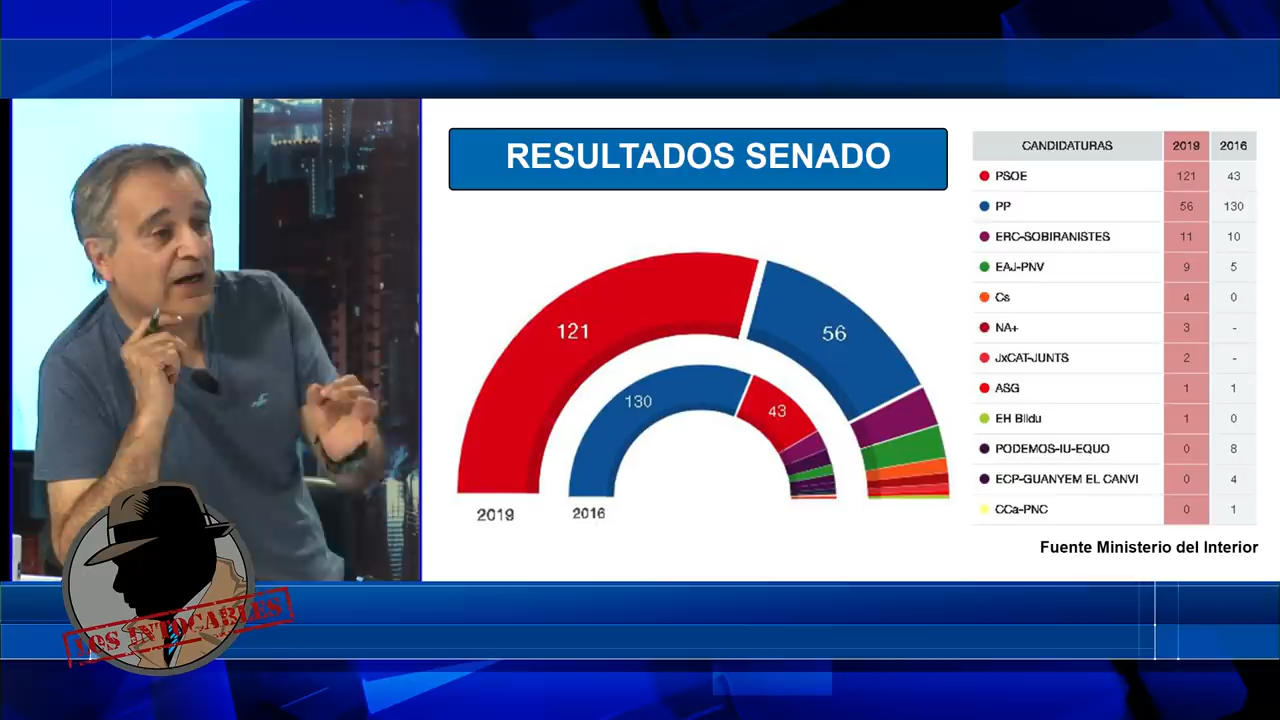 RESULTADOS SENADO
121
56
130
43
2019
2016
CANDIDATURAS 2019 2016
PSOE 121 43
PP 56 130
ERC-SOBIRANISTES 11 10
EAJ-PNV 9 5
Cs 4 0
NA+ 3 -
JxCAT-JUNTS 2 -
ASG 1 1
EH Bildu 1 0
PODEMOS-IU-EQUO 0 8
ECP-GUANYEM EL CANVI 0 4
CCa-PNC 0 1
Fuente Ministerio del Interior
LOS INTOCABLES